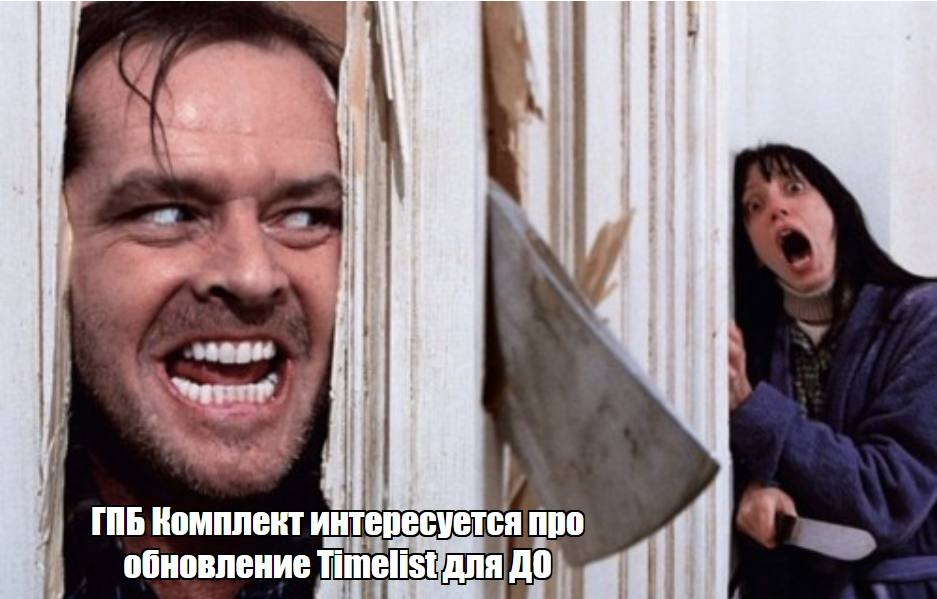 ГПБ Комплект интересуется про
обновление Timelist для ДО